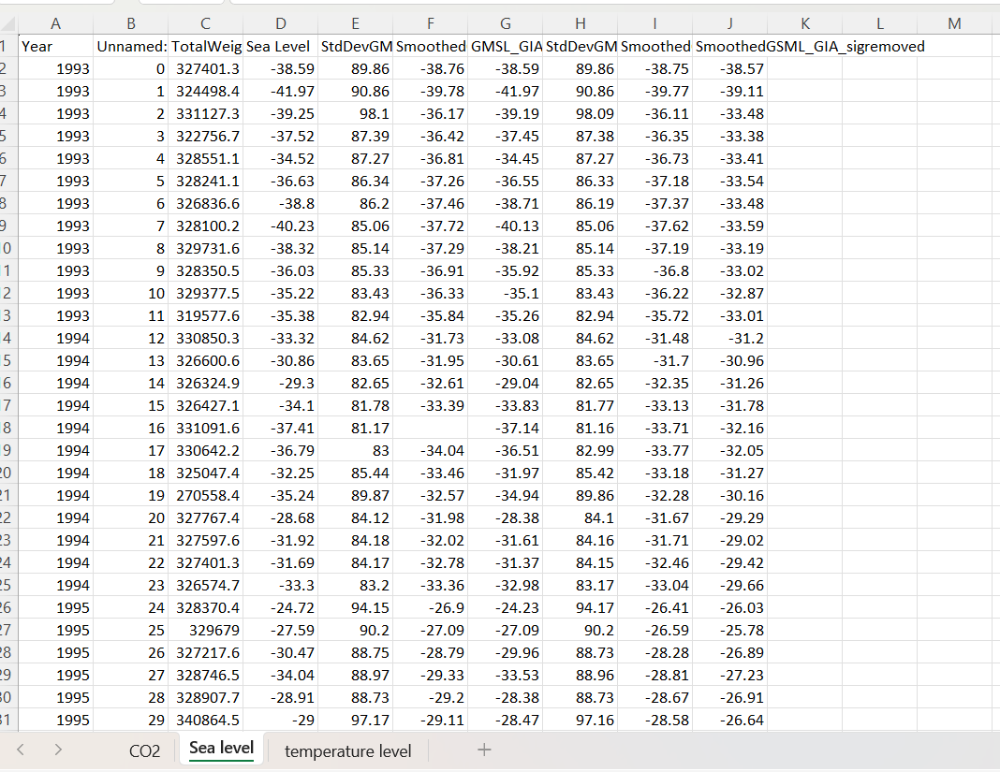 A B C D E F G H I J K L M
1 Year Unnamed: TotalWeig Sea Level StdDevGM Smoothed GMSL_GIA StdDevGM Smoothed SmoothedGSML_GIA_sigremoved
2 1993 0 327401.3 -38.59 89.86 -38.76 -38.59 89.86 -38.75 -38.57
3 1993 1 324498.4 -41.97 90.86 -39.78 -41.97 90.86 -39.77 -39.11
4 1993 2 331127.3 -39.25 98.1 -36.17 -39.19 98.09 -36.11 -33.48
5 1993 3 322756.7 -37.52 87.39 -36.42 -37.45 87.38 -36.35 -33.38
6 1993 4 328551.1 -34.52 87.27 -36.81 -34.45 87.27 -36.73 -33.41
7 1993 5 328241.1 -36.63 86.34 -37.26 -36.55 86.33 -37.18 -33.54
8 1993 6 326836.6 -38.8 86.2 -37.46 -38.71 86.19 -37.37 -33.48
9 1993 7 328100.2 -40.23 85.06 -37.72 -40.13 85.06 -37.62 -33.59
0 1993 8 329731.6 -38.32 85.14 -37.29 -38.21 85.14 -37.19 -33.19
1 1993 9 328350.5 -36.03 85.33 -36.91 -35.92 85.33 -36.8 -33.02
2 1993 10 329377.5 -35.22 83.43 -36.33 -35.1 83.43 -36.22 -32.87
3 1993 11 319577.6 -35.38 82.94 -35.84 -35.26 82.94 -35.72 -33.01
4 1994 12 330850.3 -33.32 84.62 -31.73 -33.08 84.62 -31.48 -31.2
5 1994 13 326600.6 -30.86 83.65 -31.95 -30.61 83.65 -31.7 -30.96
6 1994 14 326324.9 -29.3 82.65 -32.61 -29.04 82.65 -32.35 -31.26
7 1994 15 326427.1 -34.1 81.78 -33.39 -33.83 81.77 -33.13 -31.78
8 1994 16 331091.6 -37.41 81.17 -37.14 81.16 -33.71 -32.16
9 1994 17 330642.2 -36.79 83 -34.04 -36.51 82.99 -33.77 -32.05
0 1994 18 325047.4 -32.25 85.44 -33.46 -31.97 85.42 -33.18 -31.27
1 1994 19 270558.4 -35.24 89.87 -32.57 -34.94 89.86 -32.28 -30.16
2 1994 20 327767.4 -28.68 84.12 -31.98 -28.38 84.1 -31.67 -29.29
3 1994 21 327597.6 -31.92 84.18 -32.02 -31.61 84.16 -31.71 -29.02
4 1994 22 327401.3 -31.69 84.17 -32.78 -31.37 84.15 -32.46 -29.42
5 1994 23 326574.7 -33.3 83.2 -33.36 -32.98 83.17 -33.04 -29.66
6 1995 24 328370.4 -24.72 94.15 -26.9 -24.23 94.17 -26.41 -26.03
7 1995 25 329679 -27.59 90.2 -27.09 -27.09 90.2 -26.59 -25.78
8 1995 26 327217.6 -30.47 88.75 -28.79 -29.96 88.73 -28.28 -26.89
9 1995 27 328746.5 -34.04 88.97 -29.33 -33.53 88.96 -28.81 -27.23
0 1995 28 328907.7 -28.91 88.73 -29.2 -28.38 88.73 -28.67 -26.91
1 1995 29 340864.5 -29 97.17 -29.11 -28.47 97.16 -28.58 -26.64
CO2 Sea level temperature level